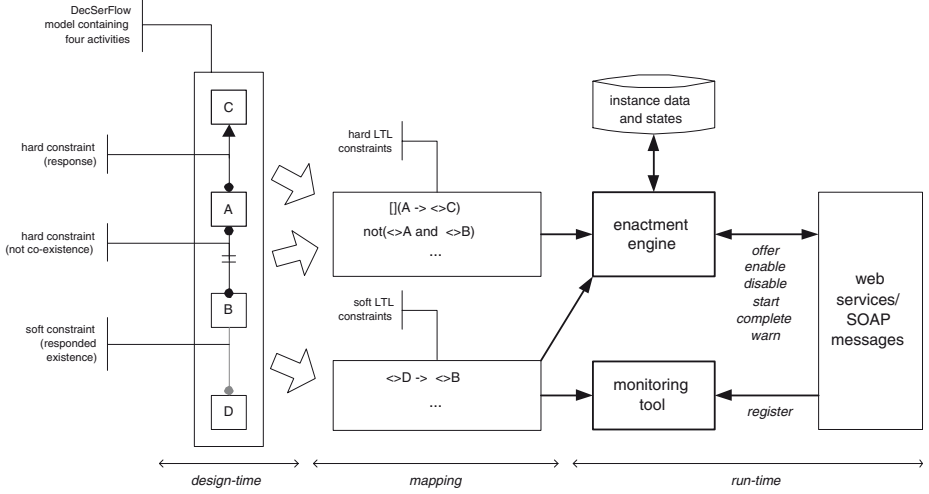 DecSerFlow
model containing
four activities
C
hard constraint
(response)
A
hard constraint
(not co-existence)
B
soft constraint
(responded
existence)
D
hard LTL
constraints
[](A -> <>C)
not(<>A and <>B)
...
soft LTL
constraints
<>D -> <>B
...
instance data
and states
enactment
engine
offer
enable
disable
start
complete
warn
web
services/
SOAP
messages
monitoring
tool
register
design-time
mapping
run-time